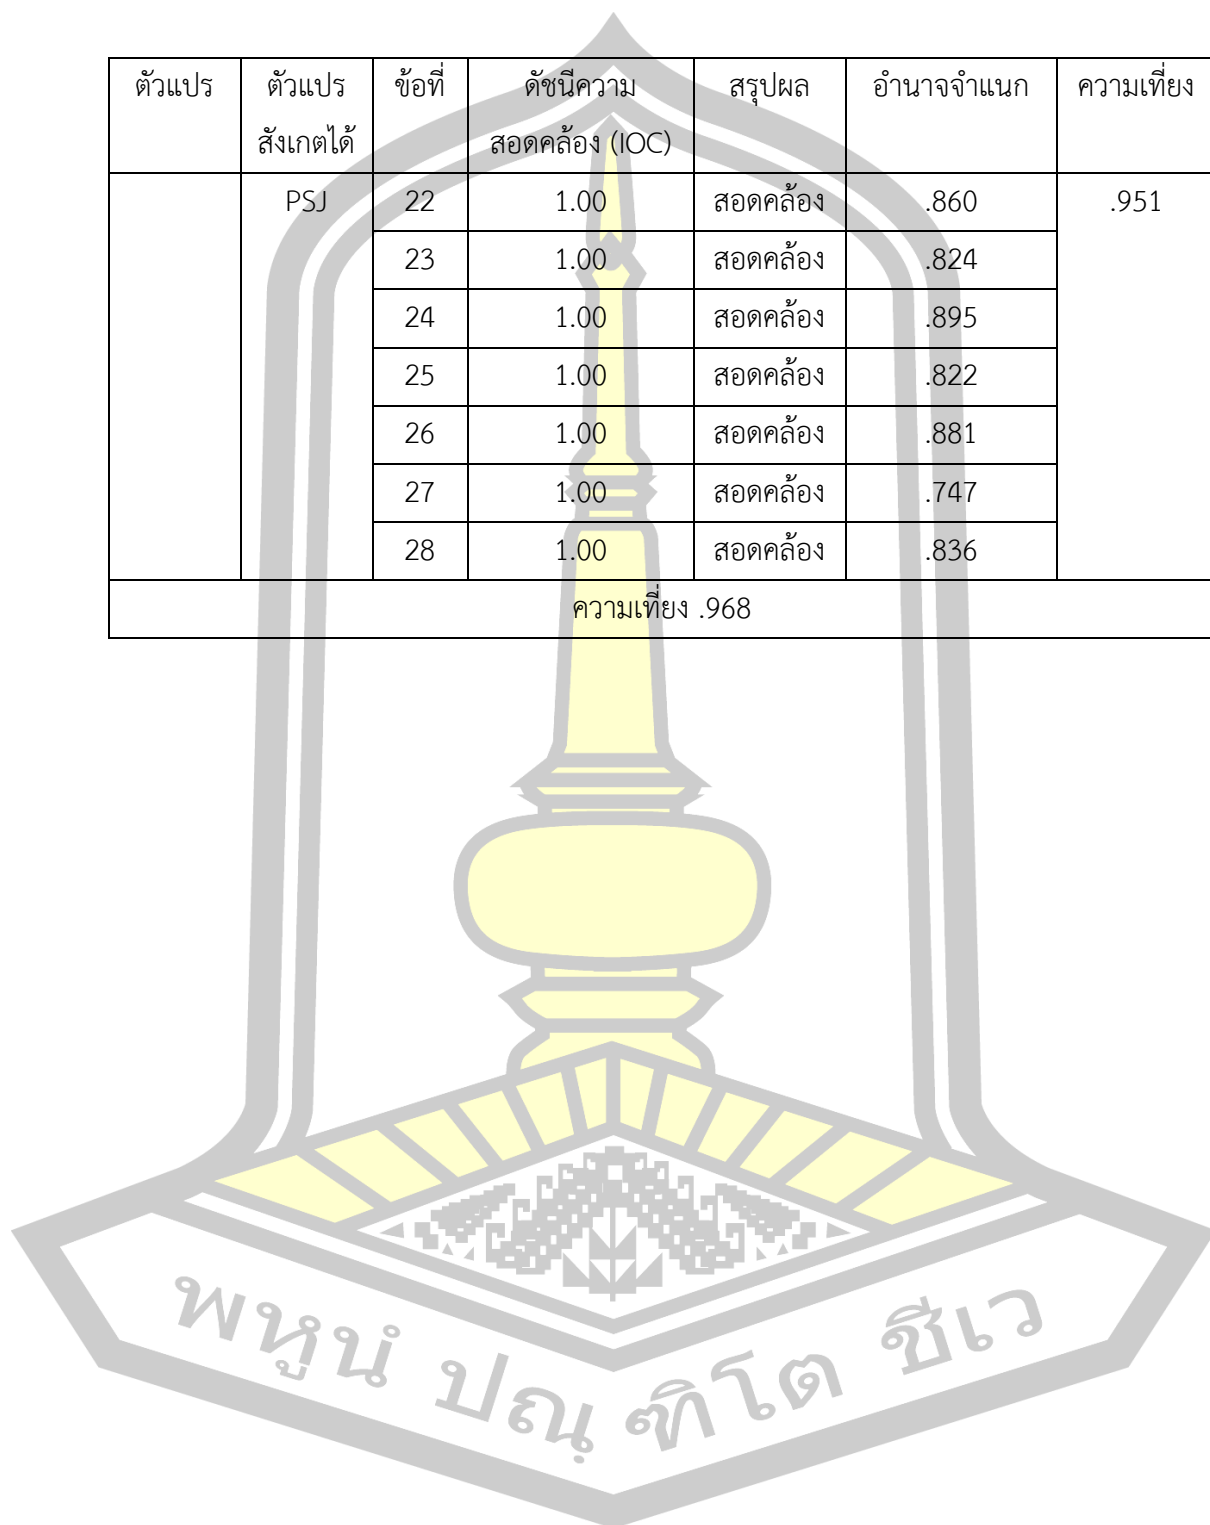 ตัวแปร ตัวแปรสังเกตได้ ข้อที่ ดัชนีความสอดคล้อง (IOC) สรุปผล อำนาจจำแนก ความเที่ยง
PSJ 22 1.00 สอดคล้อง .860 .951
23 1.00 สอดคล้อง .824
24 1.00 สอดคล้อง .895
25 1.00 สอดคล้อง .822
26 1.00 สอดคล้อง .881
27 1.00 สอดคล้อง .747
28 1.00 สอดคล้อง .836
ความเที่ยง .968
พหูนํ ปณฺฑิโต ชีเว